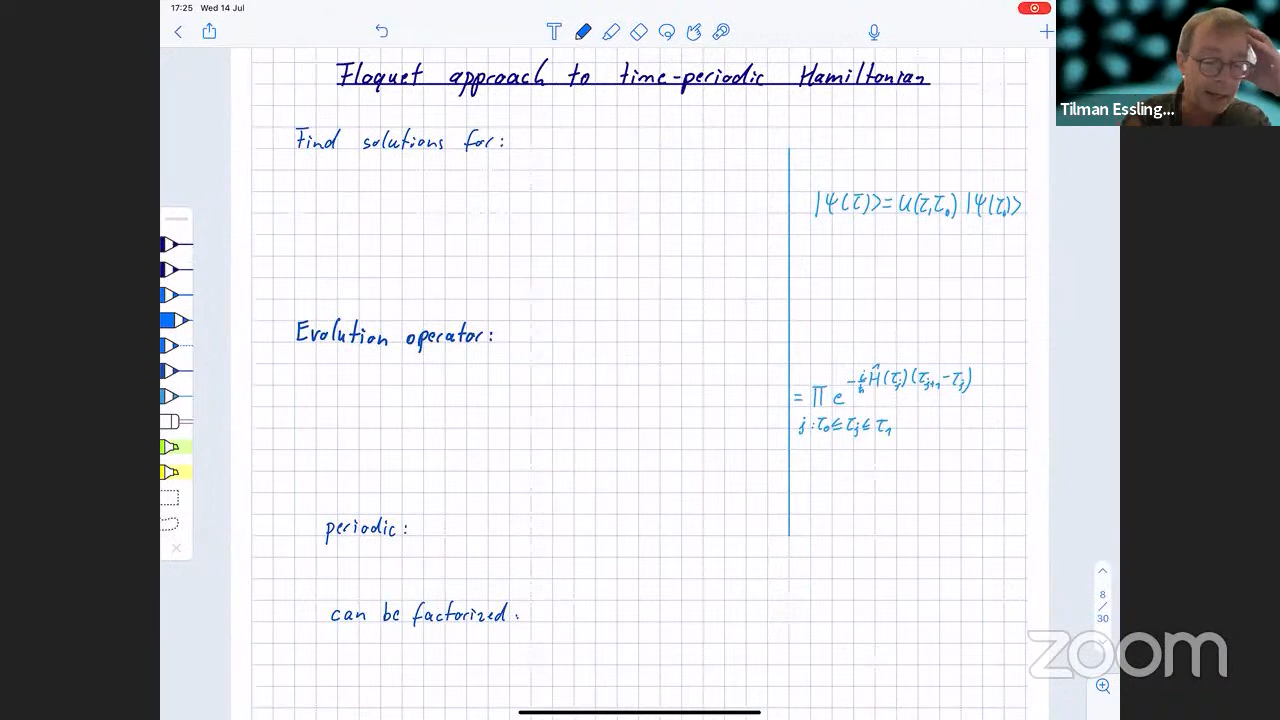 17:25 Wed 14 Jul
Tilman Essling...
Floquet approach to time-periodic Hamiltonian
Find solutions for:
|Ψ(τ)> = U(τ,τ₀) |Ψ(τ₀)>
Evolution operator:
= Π e^{-i/ħ Ĥ(τⱼ)(τⱼ₊₁-τⱼ)}
j: τ₀ ≤ τⱼ ≤ τ₁
periodic:
can be factorized:
8
/
30
zoom